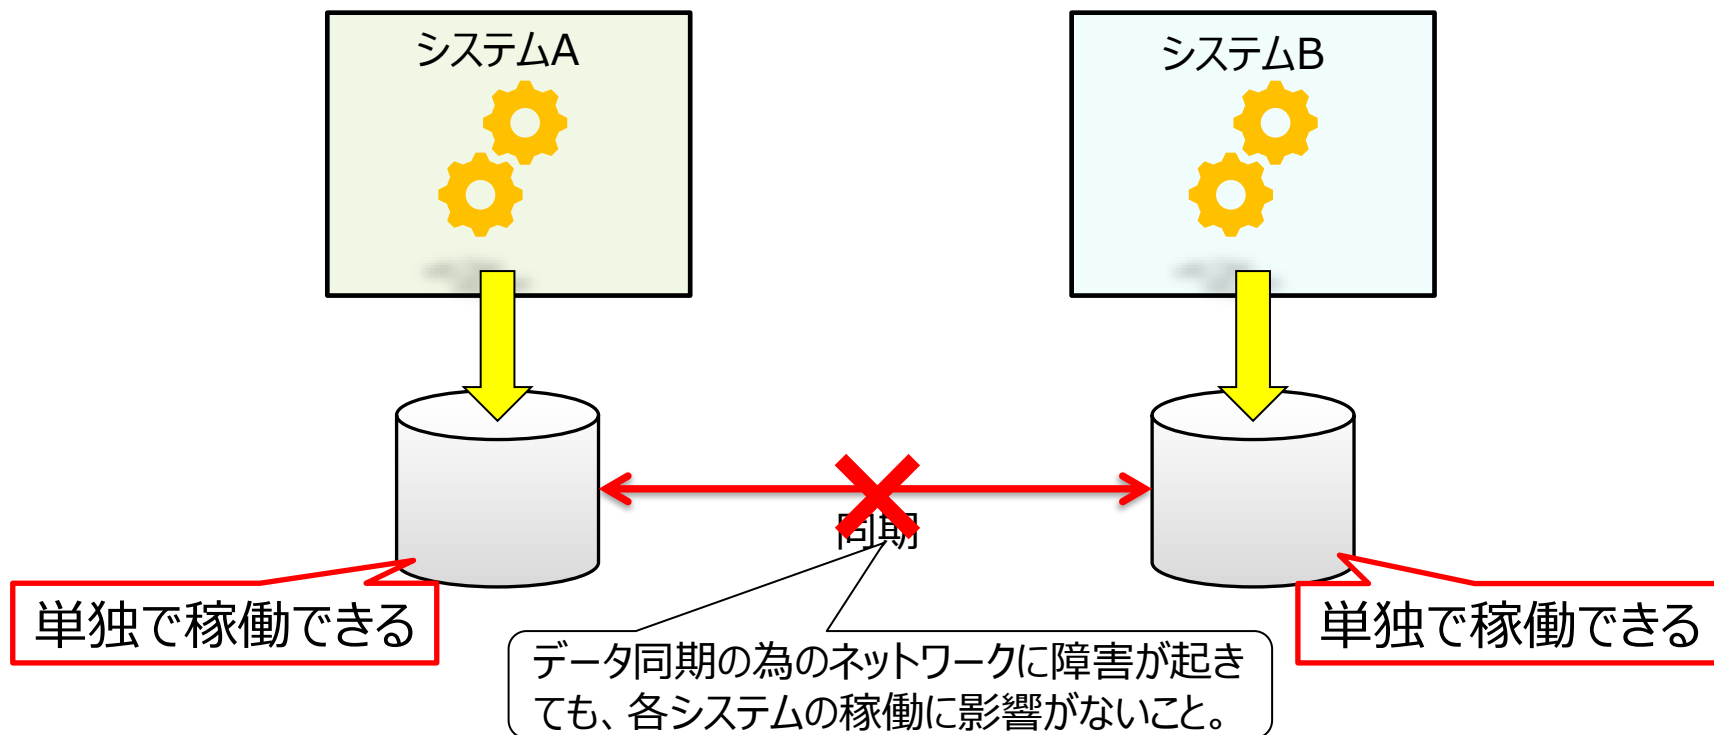 システムA
システムB
同期
単独で稼働できる
単独で稼働できる
データ同期の為のネットワークに障害が起き
ても、各システムの稼働に影響がないこと。